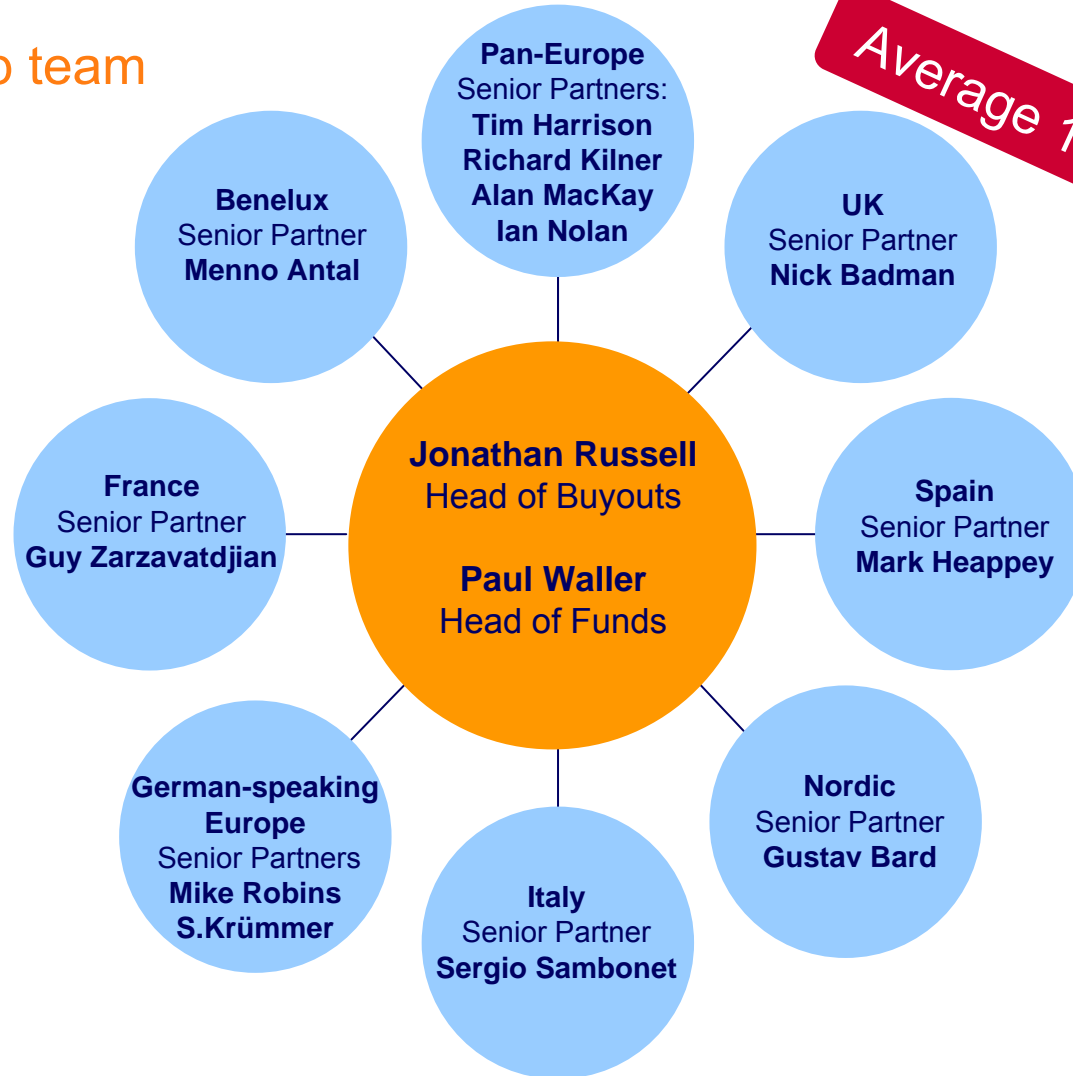 team
Average
Pan-Europe
Senior Partners:
Tim Harrison
Richard Kilner
Alan MacKay
Ian Nolan
Benelux
Senior Partner
Menno Antal
UK
Senior Partner
Nick Badman
France
Senior Partner
Guy Zarzavatdjian
Jonathan Russell
Head of Buyouts
Paul Waller
Head of Funds
Spain
Senior Partner
Mark Heappey
German-speaking
Europe
Senior Partners
Mike Robins
S.Krümmer
Italy
Senior Partner
Sergio Sambonet
Nordic
Senior Partner
Gustav Bard